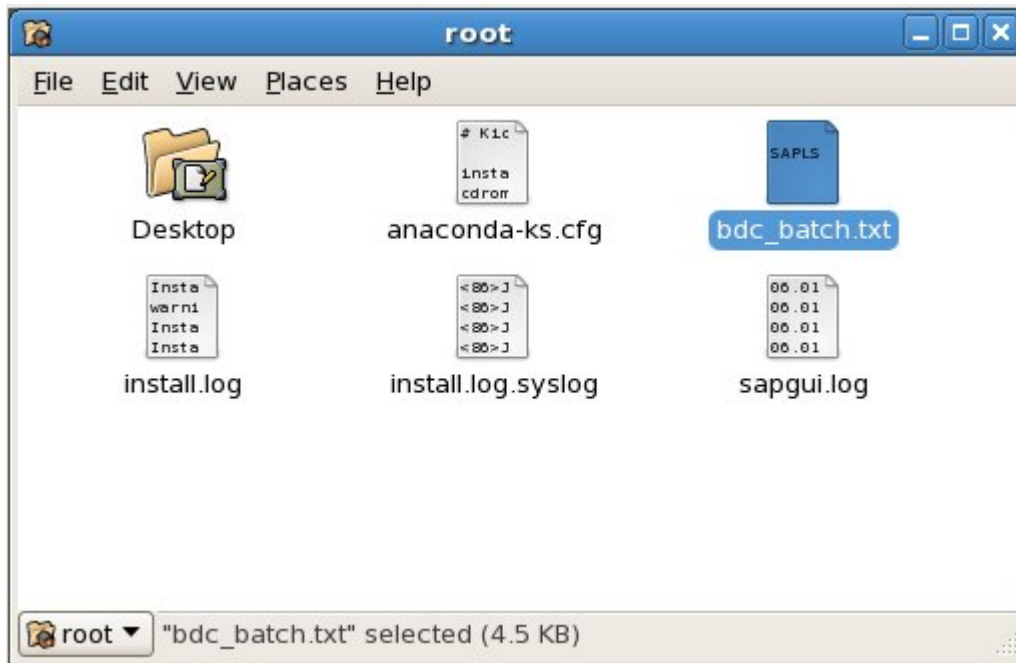 root
File Edit View Places Help
# Kic
insta
cdrom
SAPLS
Desktop
anaconda-ks.cfg
bdc_batch.txt
Insta
warni
Insta
Insta
<86>J
<86>J
<86>J
<86>J
06.01
06.01
06.01
06.01
install.log
install.log.syslog
sapgui.log
root "bdc_batch.txt" selected (4.5 KB)